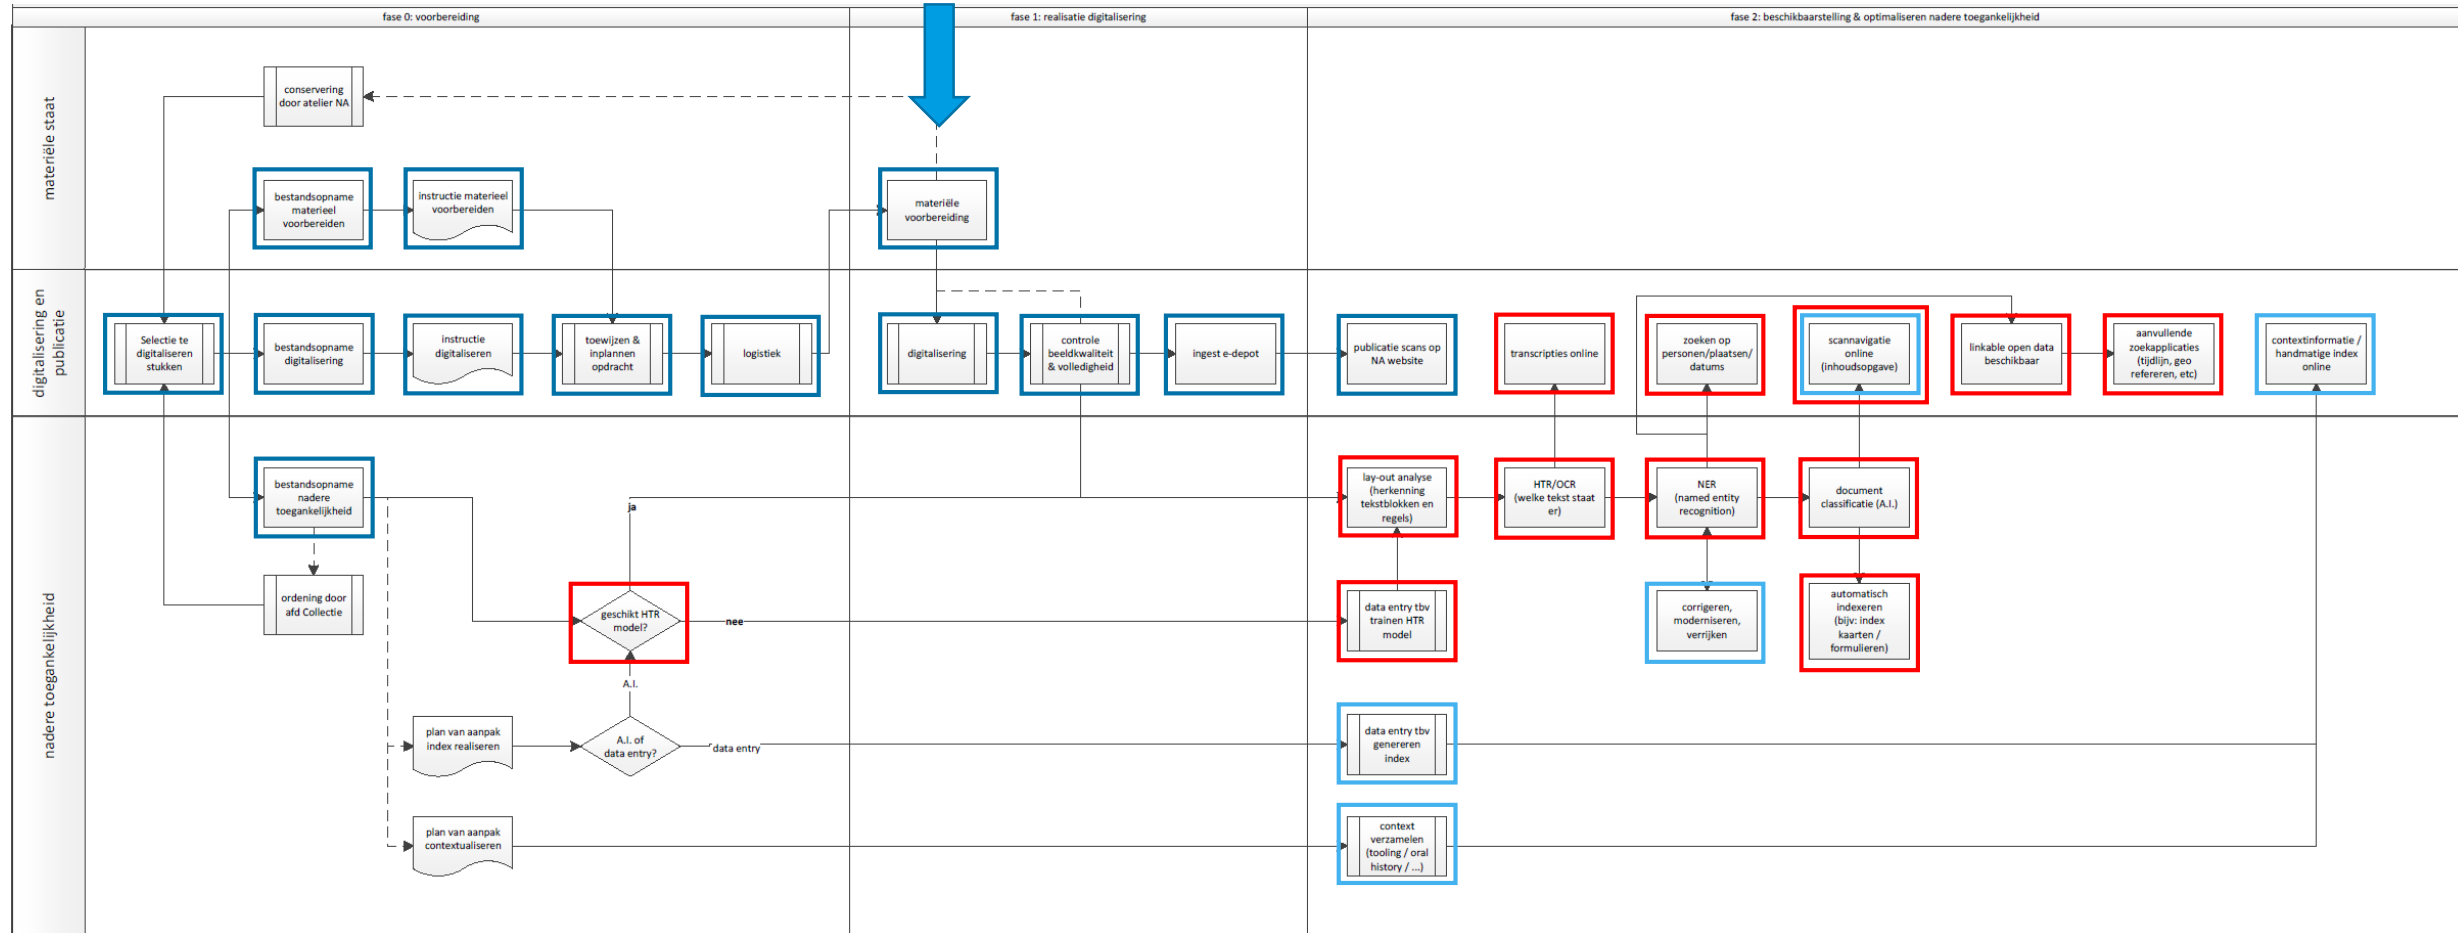 fase 0: voorbereiding
fase 1: realisatie digitalisering
fase 2: beschikbaarstelling & optimaliseren nadere toegankelijkheid
materiële staat
conservering
door atelier NA
bestandsopname
materieel
voorbereiden
instructie materieel
voorbereiden
materiële
voorbereiding
digitalisering en
publicatie
Selectie te
digitaliseren
stukken
bestandsopname
digitalisering
instructie
digitaliseren
toewijzen &
inplannen
opdracht
logistiek
digitalisering
controle
beeldkwaliteit
& volledigheid
ingest e-depot
publicatie scans op
NA website
transcripties online
zoeken op
personen/plaatsen/
datums
scannavigatie
online
(inhoudsopgave)
linkable open data
beschikbaar
aanvullende
zoekapplicaties
(tijdlijn, geo
refereren, etc)
contextinformatie /
handmatige index
online
nadere toegankelijkheid
bestandsopname
nadere
toegankelijkheid
ja
lay-out analyse
(herkenning
tekstblokken en
regels)
HTR/OCR
(welke tekst staat
er)
NER
(named entity
recognition)
document
classificatie (A.I.)
ordening door
afd Collectie
geschikt HTR
model?
nee
data entry tbv
trainen HTR
model
corrigeren,
moderniseren,
verrijken
automatisch
indexeren
(bijv: index
kaarten /
formulieren)
A.I.
plan van aanpak
index realiseren
A.I. of
data entry?
data entry
data entry tbv
genereren
index
plan van aanpak
contextualiseren
context
verzamelen
(tooling / oral
history / ...)